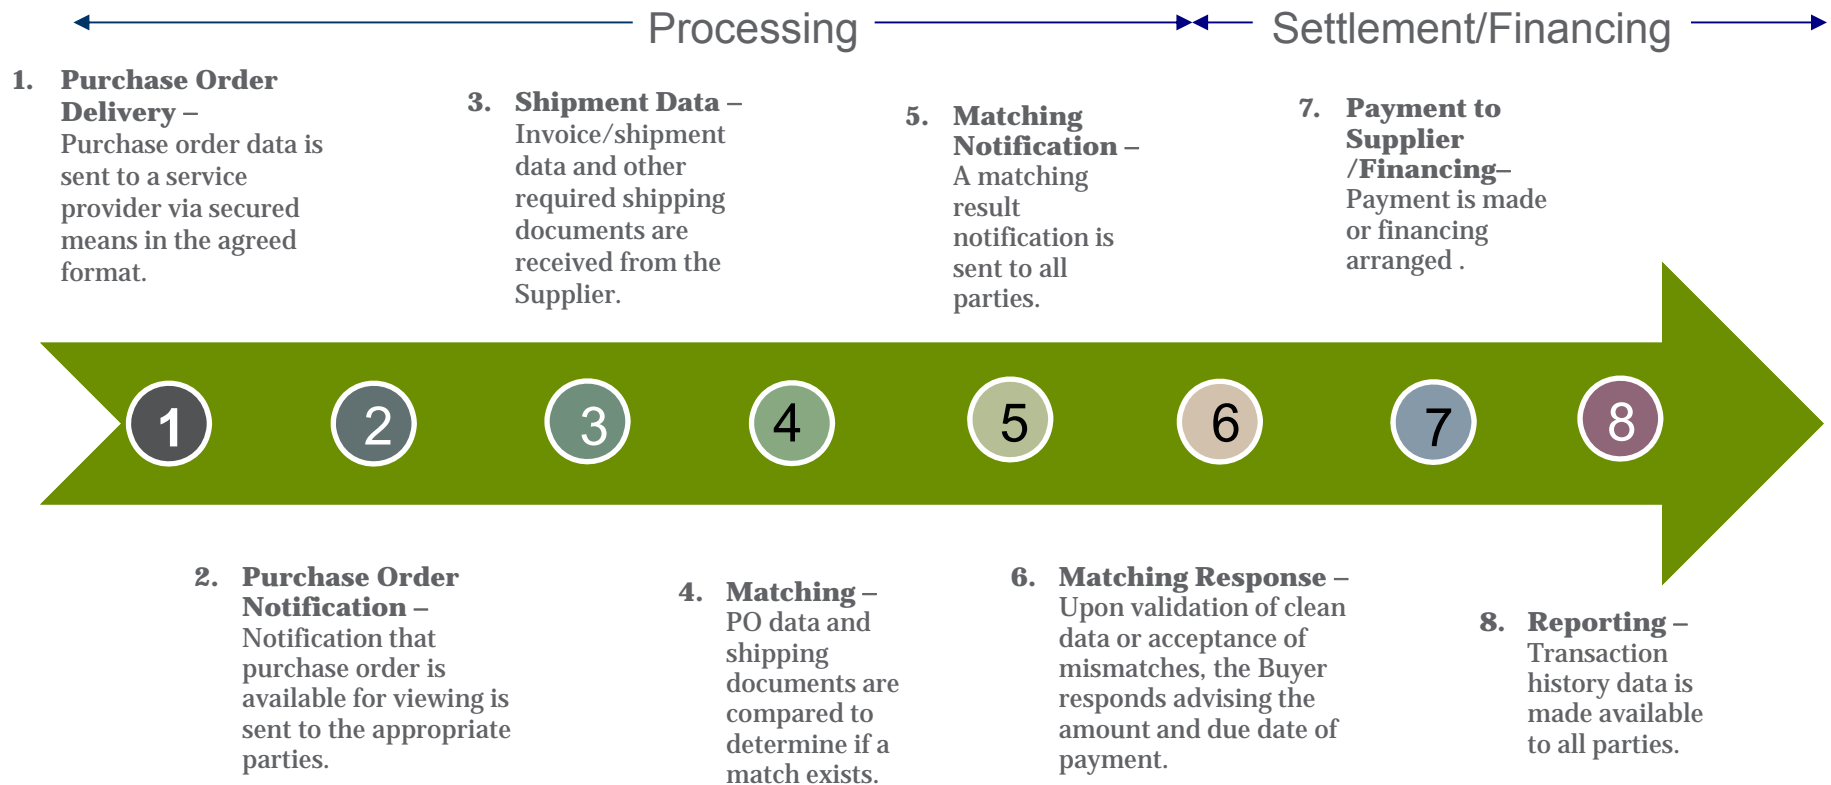 Processing
Settlement/Financing
1. Purchase Order
Delivery –
Purchase order data is
sent to a service
provider via secured
means in the agreed
format.
3. Shipment Data –
Invoice/shipment
data and other
required shipping
documents are
received from the
Supplier.
5. Matching
Notification –
A matching
result
notification is
sent to all
parties.
7. Payment to
Supplier
/Financing–
Payment is made
or financing
arranged .
1
2
3
4
5
6
7
8
2. Purchase Order
Notification –
Notification that
purchase order is
available for viewing is
sent to the appropriate
parties.
4. Matching –
PO data and
shipping
documents are
compared to
determine if a
match exists.
6. Matching Response –
Upon validation of clean
data or acceptance of
mismatches, the Buyer
responds advising the
amount and due date of
payment.
8. Reporting –
Transaction
history data is
made available
to all parties.